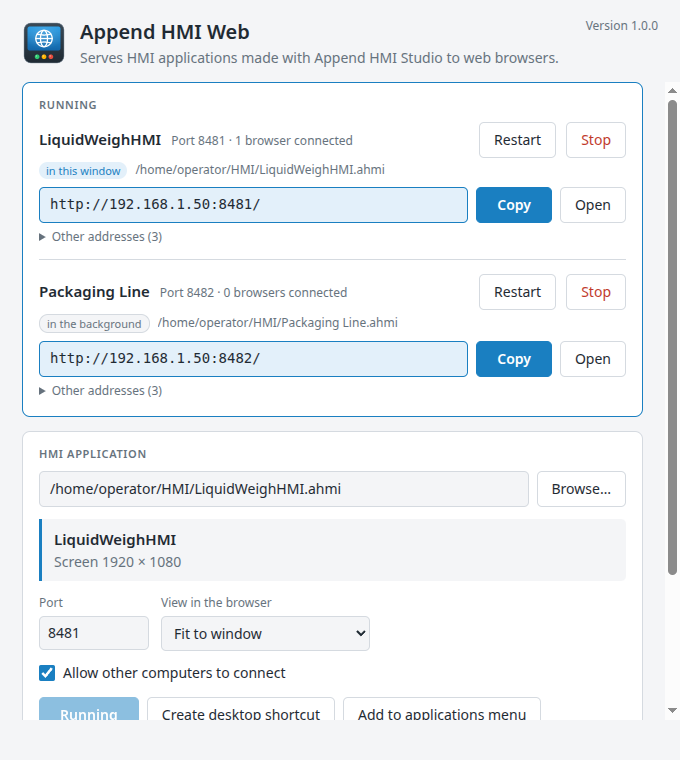 Append HMI Web
Version 1.0.0
Serves HMI applications made with Append HMI Studio to web browsers.
RUNNING
LiquidWeighHMI Port 8481 · 1 browser connected Restart Stop
in this window /home/operator/HMI/LiquidWeighHMI.ahmi
http://192.168.1.50:8481/ Copy Open
Other addresses (3)
Packaging Line Port 8482 · 0 browsers connected Restart Stop
in the background /home/operator/HMI/Packaging Line.ahmi
http://192.168.1.50:8482/ Copy Open
Other addresses (3)
HMI APPLICATION
/home/operator/HMI/LiquidWeighHMI.ahmi Browse...
LiquidWeighHMI
Screen 1920 × 1080
Port View in the browser
8481 Fit to window
Allow other computers to connect
Running Create desktop shortcut Add to applications menu